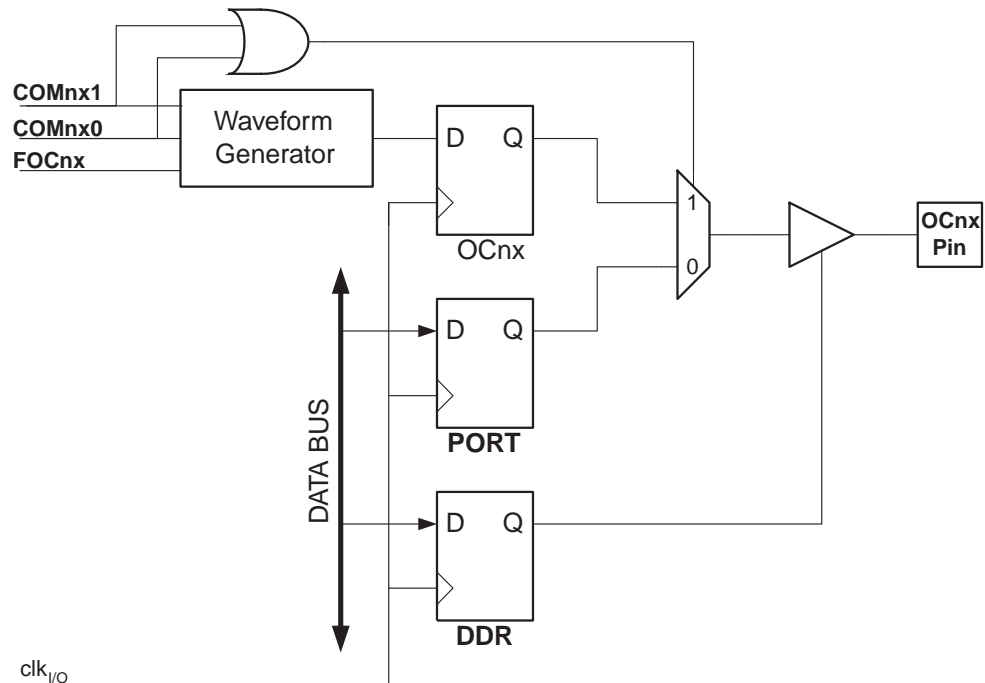 COMnx1
COMnx0
FOCnx
Waveform
Generator
D Q
OCnx
1
0
OCnx
Pin
D Q
PORT
DATA BUS
D Q
DDR
clkI/O